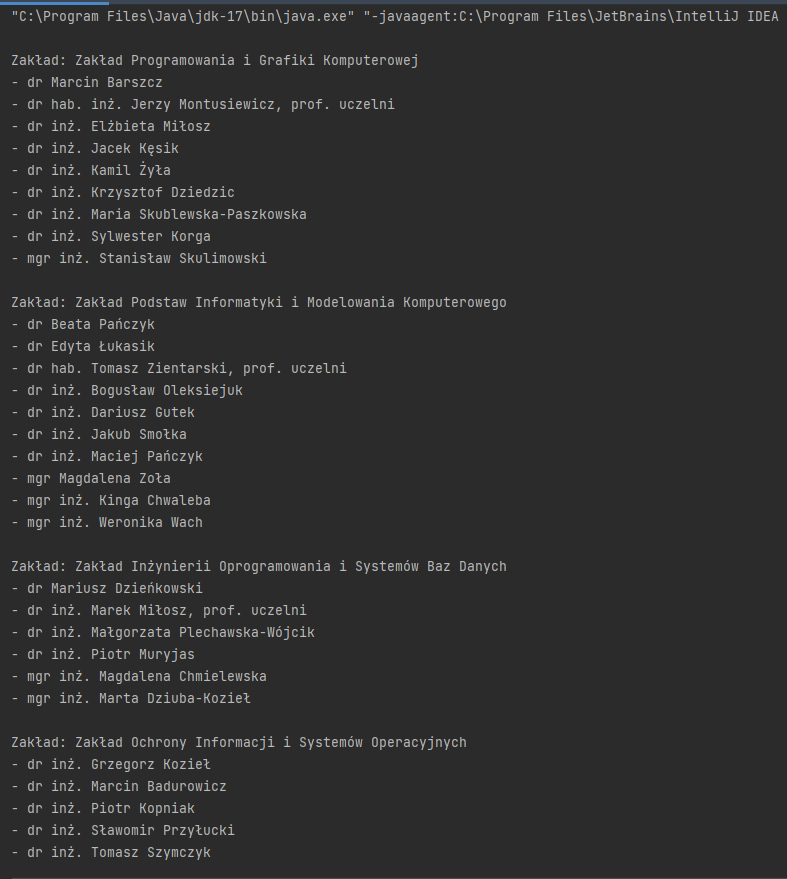 "C:\Program Files\Java\jdk-17\bin\java.exe" "-javaagent:C:\Program Files\JetBrains\IntelliJ IDEA
Zakład: Zakład Programowania i Grafiki Komputerowej
- dr Marcin Barszcz
- dr hab. inż. Jerzy Montusiewicz, prof. uczelni
- dr inż. Elżbieta Miłosz
- dr inż. Jacek Kęsik
- dr inż. Kamil Żyła
- dr inż. Krzysztof Dziedzic
- dr inż. Maria Skublewska-Paszkowska
- dr inż. Sylwester Korga
- mgr inż. Stanisław Skulimowski
Zakład: Zakład Podstaw Informatyki i Modelowania Komputerowego
- dr Beata Pańczyk
- dr Edyta Łukasik
- dr hab. Tomasz Zientarski, prof. uczelni
- dr inż. Bogusław Oleksiejuk
- dr inż. Dariusz Gutek
- dr inż. Jakub Smołka
- dr inż. Maciej Pańczyk
- mgr Magdalena Zoła
- mgr inż. Kinga Chwaleba
- mgr inż. Weronika Wach
Zakład: Zakład Inżynierii Oprogramowania i Systemów Baz Danych
- dr Mariusz Dzieńkowski
- dr inż. Marek Miłosz, prof. uczelni
- dr inż. Małgorzata Plechawska-Wójcik
- dr inż. Piotr Muryjas
- mgr inż. Magdalena Chmielewska
- mgr inż. Marta Dziuba-Kozieł
Zakład: Zakład Ochrony Informacji i Systemów Operacyjnych
- dr inż. Grzegorz Kozieł
- dr inż. Marcin Badurowicz
- dr inż. Piotr Kopniak
- dr inż. Sławomir Przyłucki
- dr inż. Tomasz Szymczyk